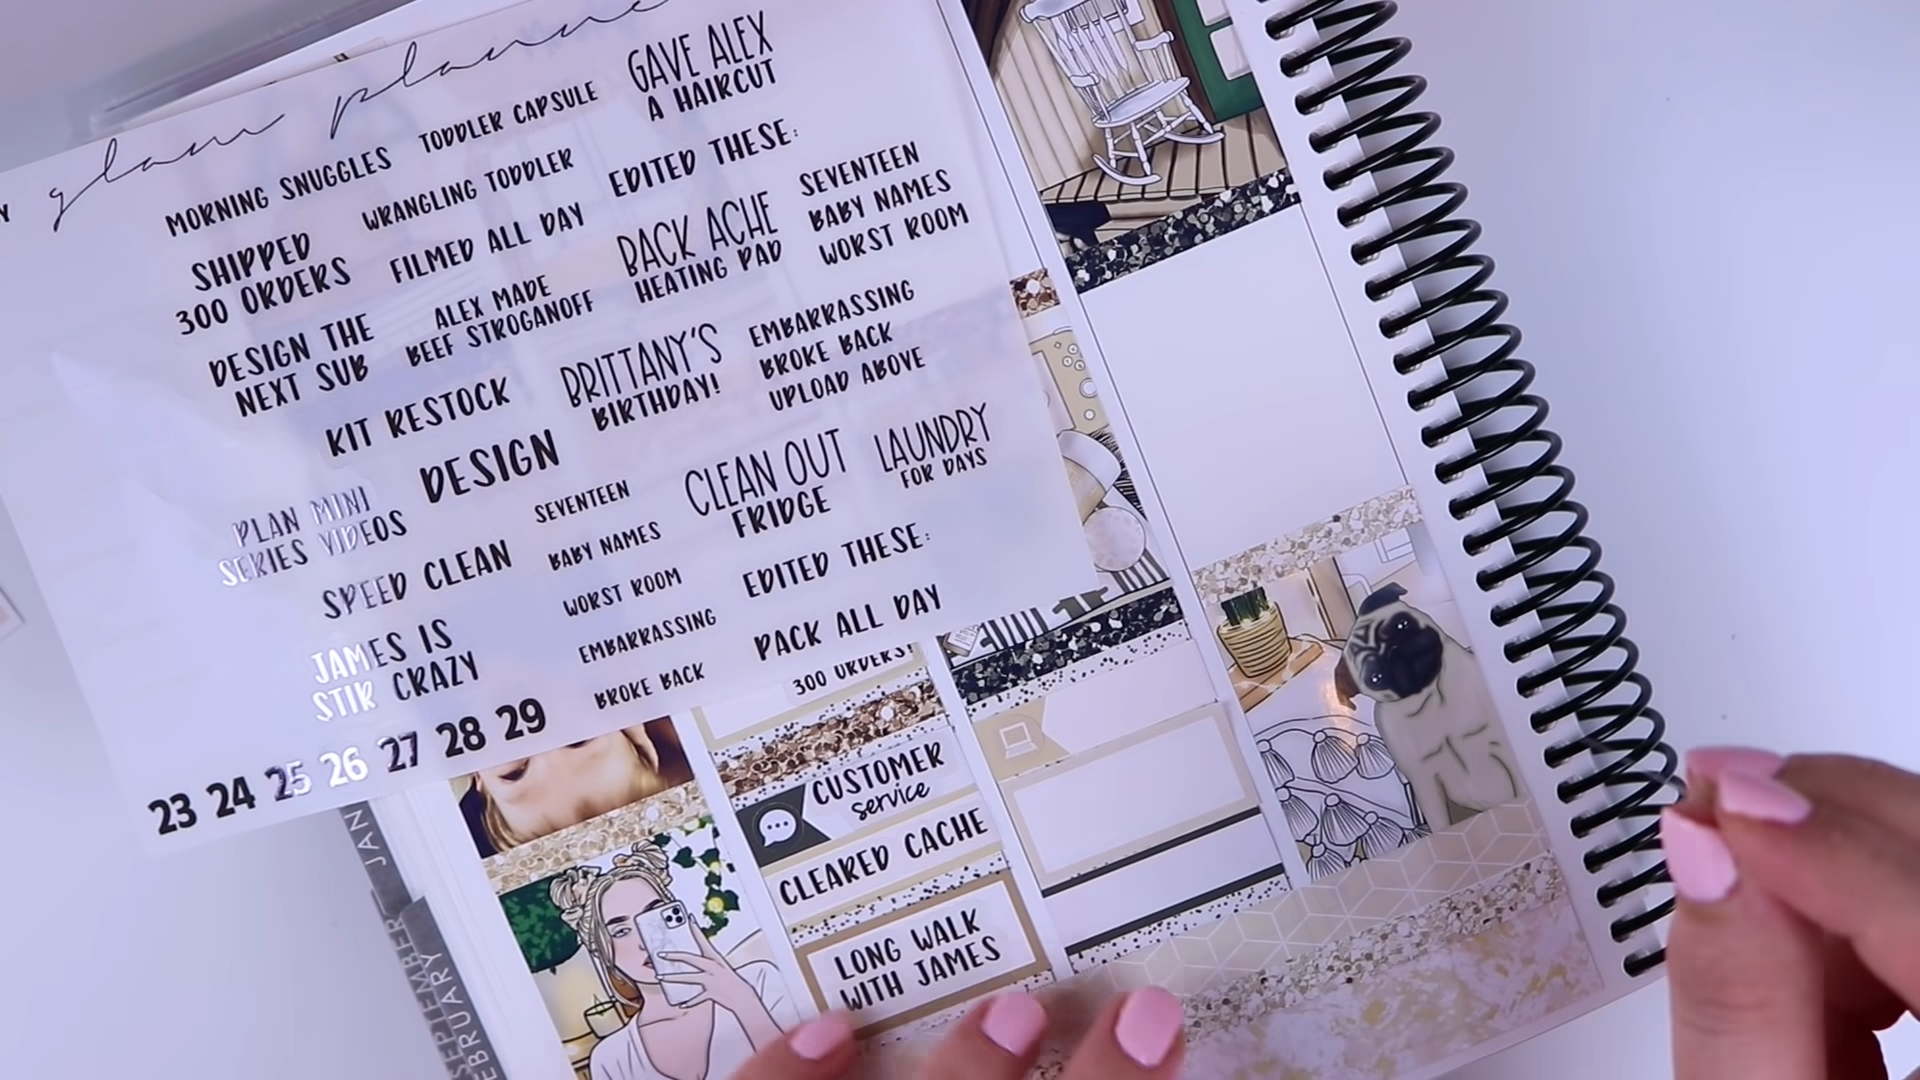 glam planne
Y
MORNING SNUGGLES
TODDLER CAPSULE
GAVE ALEX
A HAIRCUT
SHIPPED
300 ORDERS
WRANGLING TODDLER
FILMED ALL DAY
EDITED THESE:
SEVENTEEN
BABY NAMES
WORST ROOM
BACK ACHE
HEATING PAD
DESIGN THE
NEXT SUB
ALEX MADE
BEEF STROGANOFF
BRITTANY'S
BIRTHDAY!
EMBARRASSING
BROKE BACK
UPLOAD ABOVE
KIT RESTOCK
DESIGN
CLEAN OUT
FRIDGE
LAUNDRY
FOR DAYS
PLAN MINI
SERIES VIDEOS
SEVENTEEN
BABY NAMES
WORST ROOM
EMBARRASSING
BROKE BACK
SPEED CLEAN
EDITED THESE:
PACK ALL DAY
JAMES IS
STIR CRAZY
300 ORDERS!
23 24 25 26 27 28 29
CUSTOMER
service
CLEARED CACHE
LONG WALK
WITH JAMES
JAN
SEPTEMBER
EBRUARY